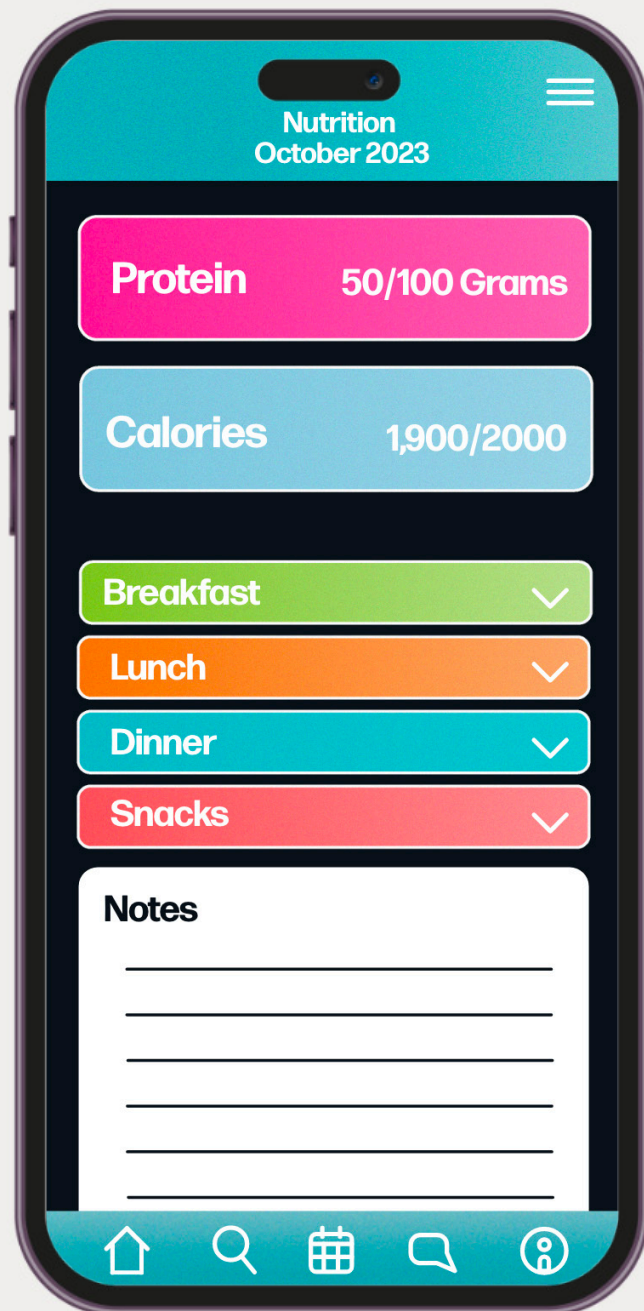 Nutrition
October 2023
Protein 50/100 Grams
Calories 1,900/2000
Breakfast
Lunch
Dinner
Snacks
Notes